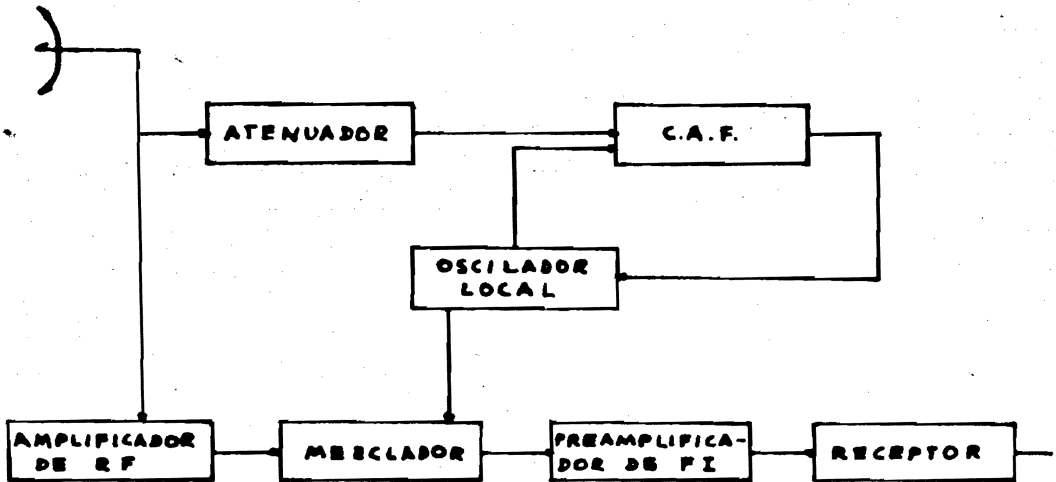 ATENUADOR
C.A.F.
OSCILADOR
LOCAL
AMPLIFICADOR
DE RF
MEZCLADOR
PREAMPLIFICA-
DOR DE FI
RECEPTOR